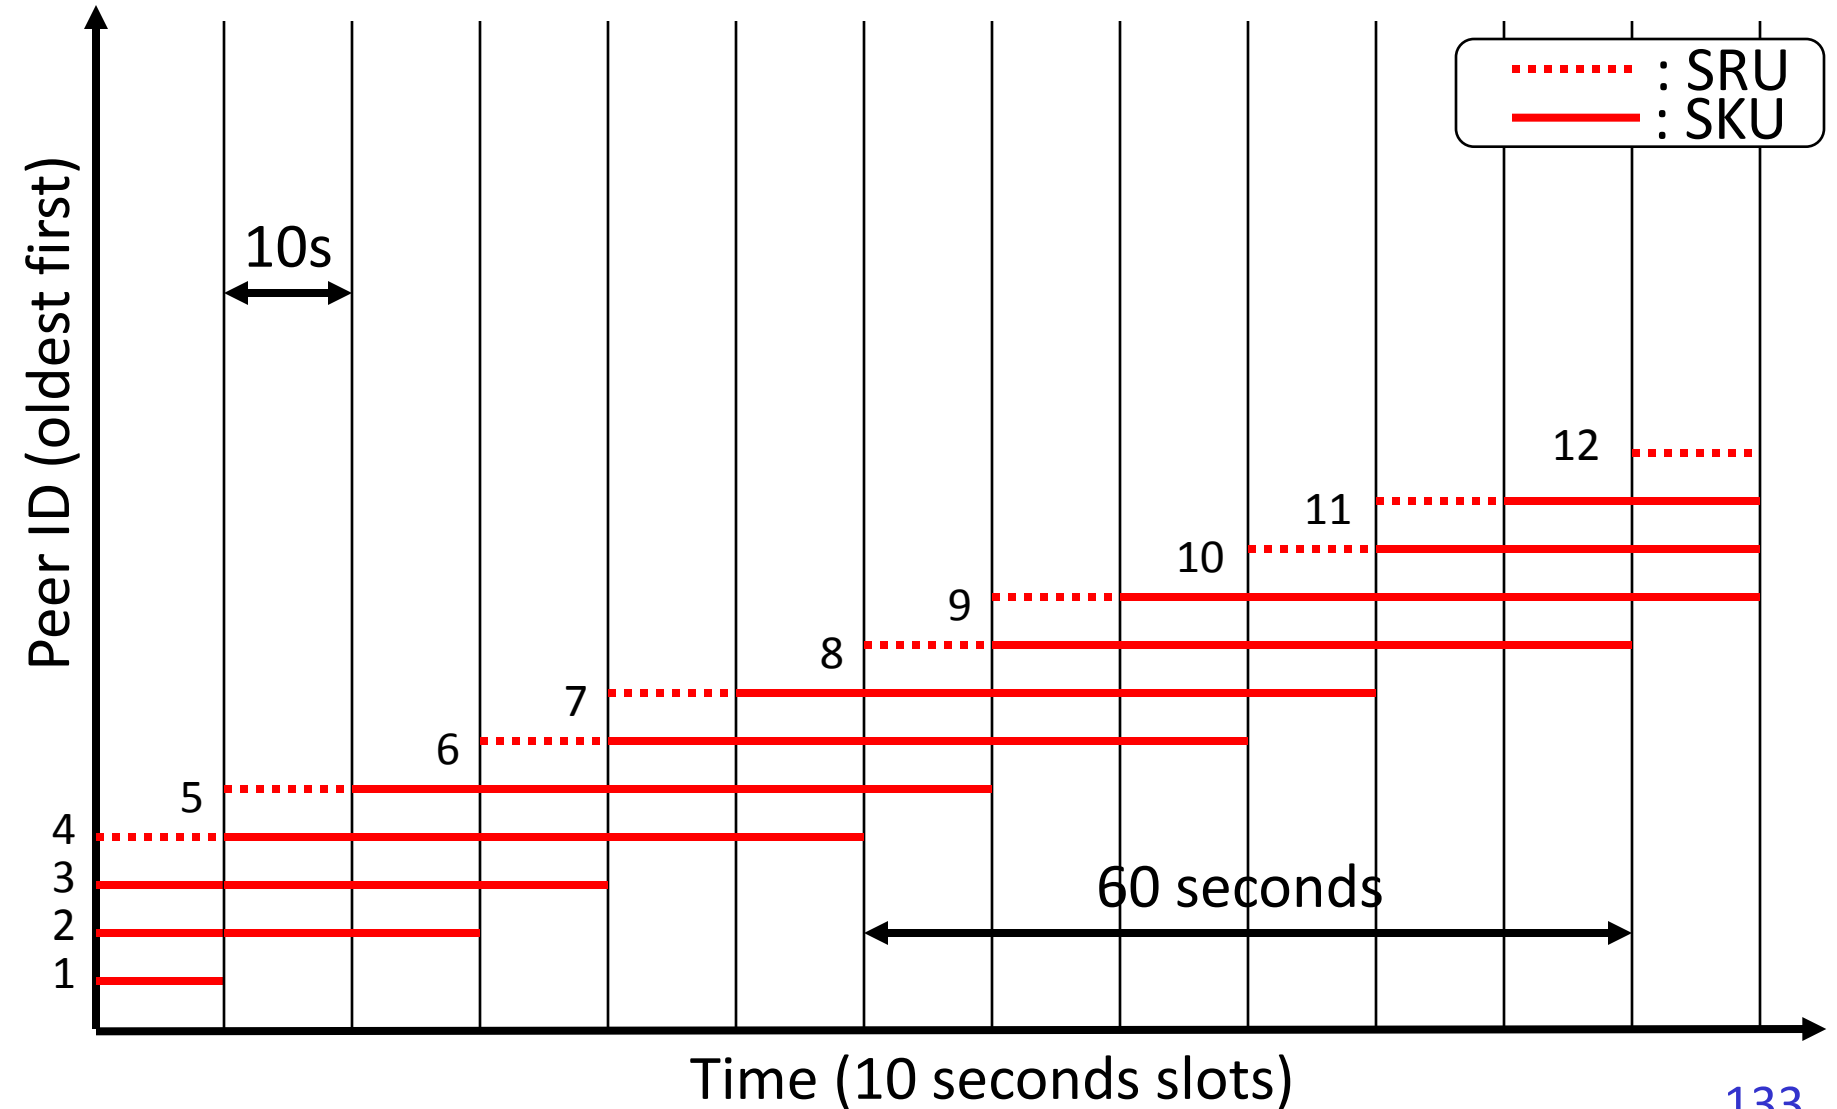 : SRU
: SKU
Peer ID (oldest first)
10s
12
11
10
9
8
7
6
5
4
3
2
1
60 seconds
Time (10 seconds slots)
133